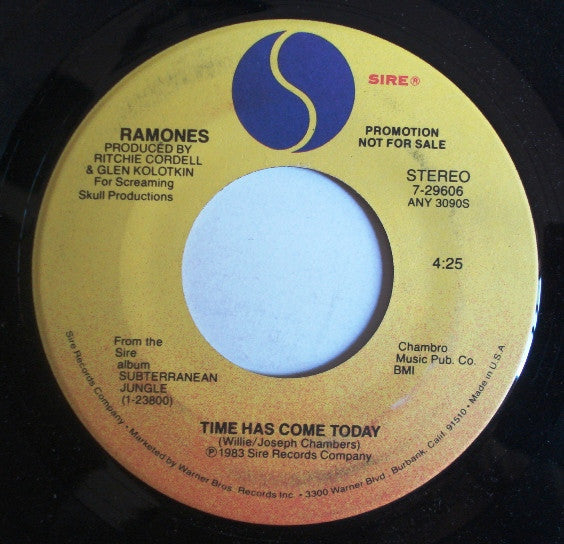 SIRE®
RAMONES
PRODUCED BY
RITCHIE CORDELL
& GLEN KOLOTKIN
For Screaming
Skull Productions
PROMOTION
NOT FOR SALE
STEREO
7-29606
ANY 3090S
4:25
From the
Sire
album
SUBTERRANEAN
JUNGLE
(1-23800)
Chambro
Music Pub. Co.
BMI
TIME HAS COME TODAY
(Willie/Joseph Chambers)
℗1983 Sire Records Company
Sire Records Company - Marketed by Warner Bros. Records Inc - 3300 Warner Blvd., Burbank, Calif. 91510 - Made in U.S.A.